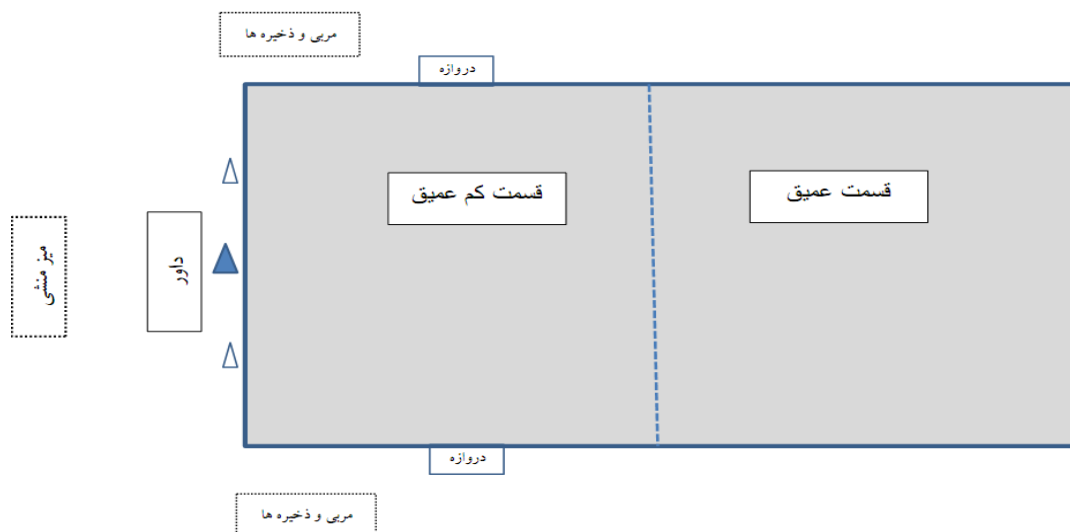 مربی و ذخیره ها
دروازه
قسمت عمیق
قسمت کم عمیق
داور
میز منشی
دروازه
مربی و ذخیره ها